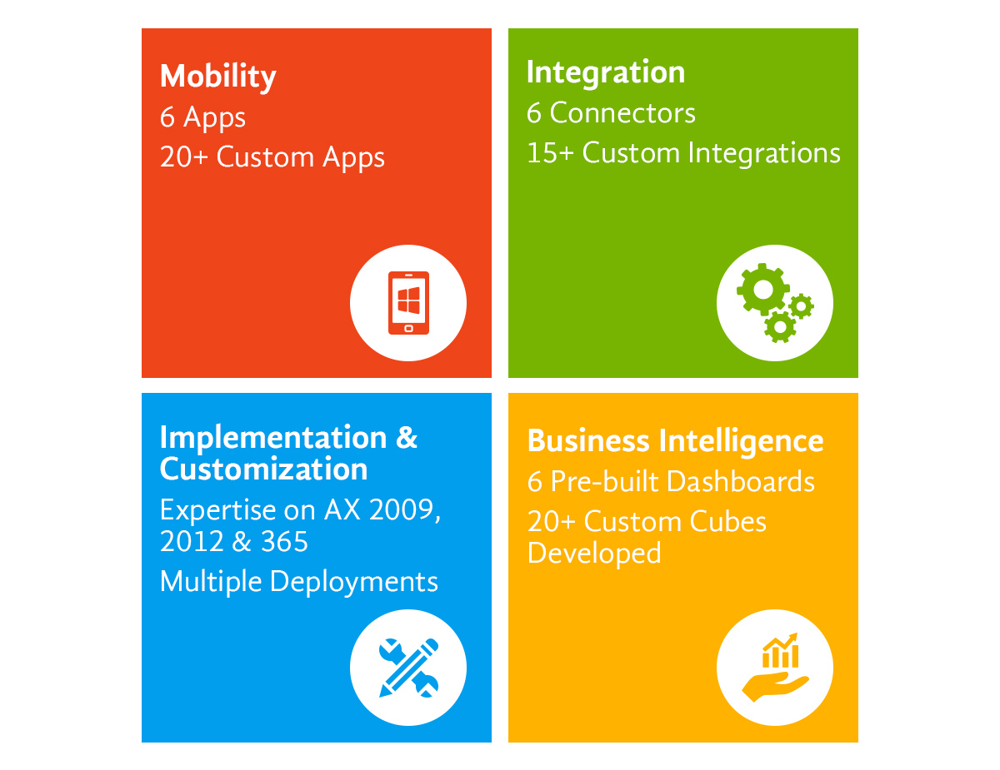 Mobility
6 Apps
20+ Custom Apps
Integration
6 Connectors
15+ Custom Integrations
Implementation &
Customization
Expertise on AX 2009,
2012 & 365
Multiple Deployments
Business Intelligence
6 Pre-built Dashboards
20+ Custom Cubes
Developed